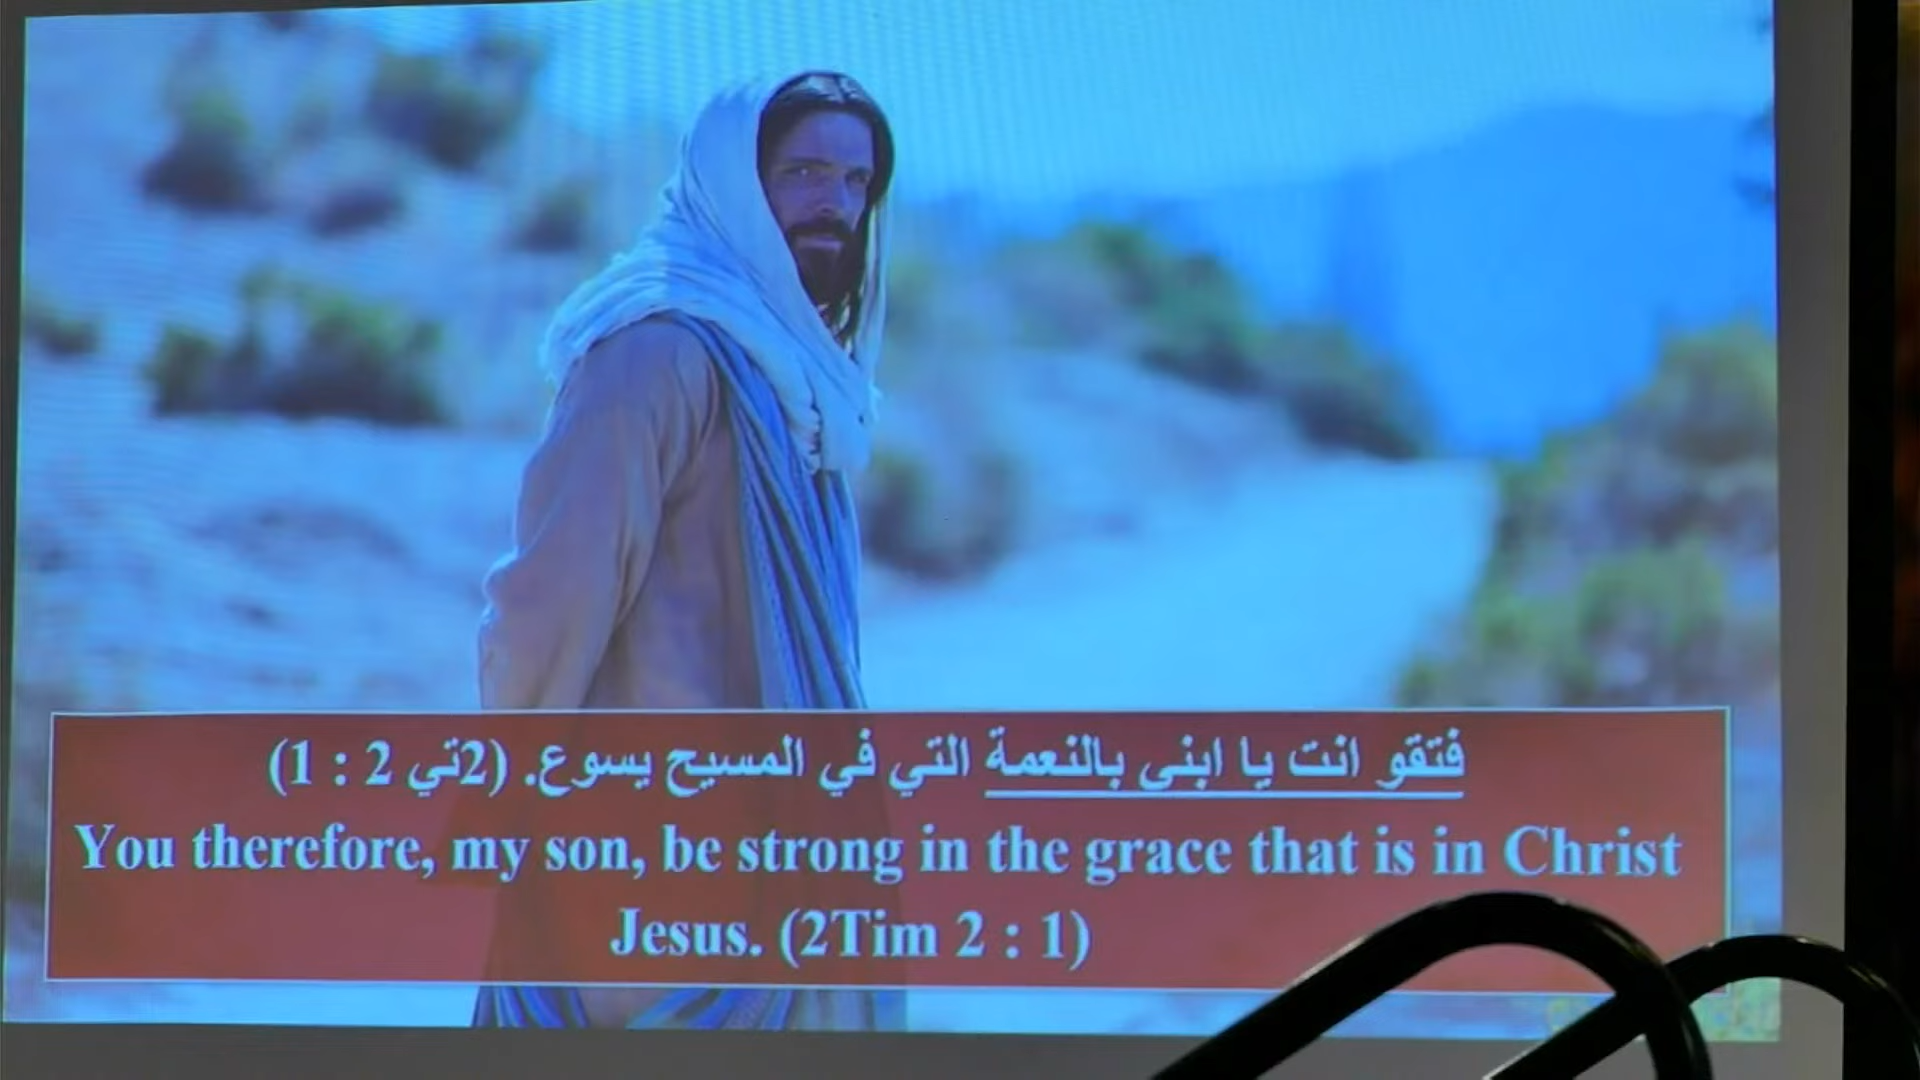 فتقو انت يا ابنى بالنعمة التي في المسيح يسوع. (2تي 2 : 1)
You therefore, my son, be strong in the grace that is in Christ
Jesus. (2Tim 2 : 1)